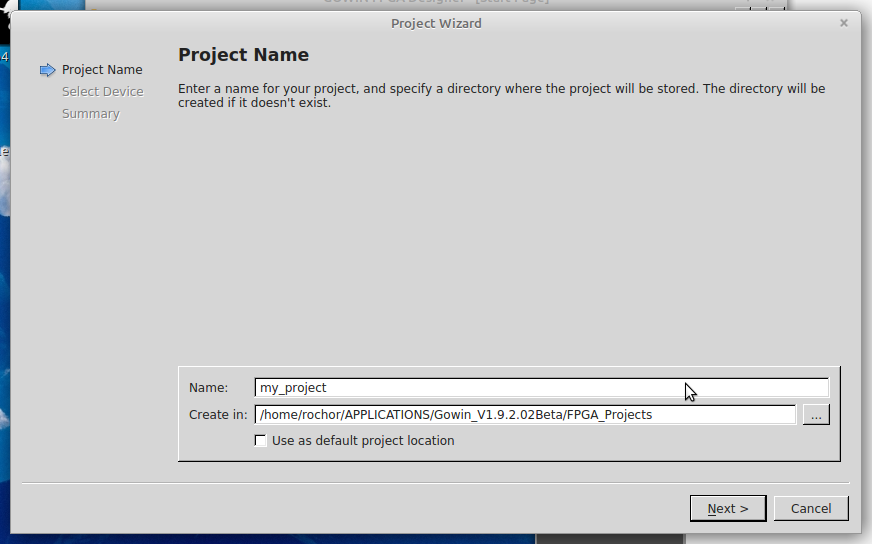 Project Wizard
Project Name
Project Name
Select Device
Summary
Enter a name for your project, and specify a directory where the project will be stored. The directory will be
created if it doesn't exist.
Name: my_project
Create in: /home/rochor/APPLICATIONS/Gowin_V1.9.2.02Beta/FPGA_Projects ...
Use as default project location
Next > Cancel
4